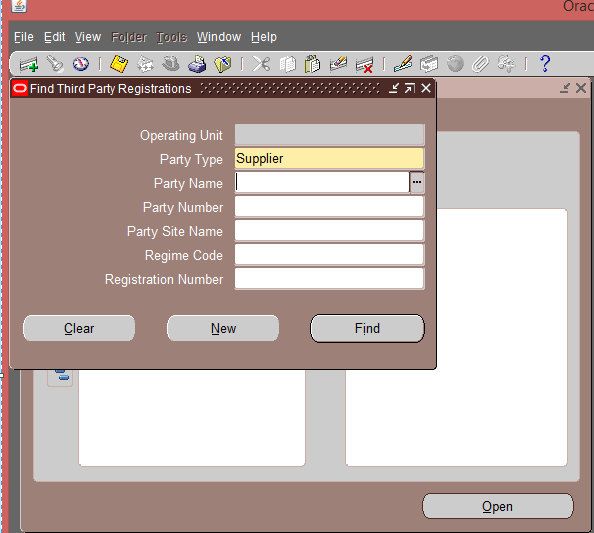 Orac
File Edit View Folder Tools Window Help
Find Third Party Registrations
Operating Unit
Party Type Supplier
Party Name
Party Number
Party Site Name
Regime Code
Registration Number
Clear New Find
Open